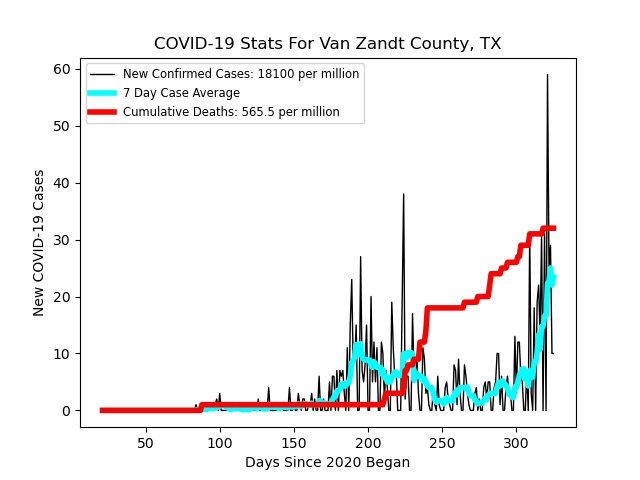 COVID-19 Stats For Van Zandt County, TX
New Confirmed Cases: 18100 per million
7 Day Case Average
Cumulative Deaths: 565.5 per million
New COVID-19 Cases
60
50
40
30
20
10
0
50
100
150
200
250
300
Days Since 2020 Began